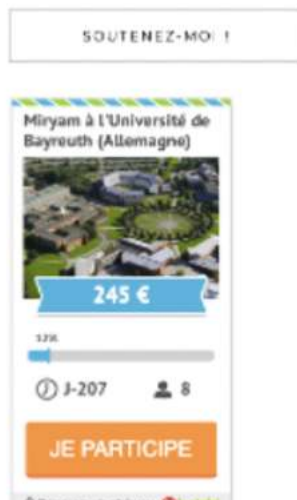 SOUTENEZ-MOI !
Miryam à l'Université de
Bayreuth (Allemagne)
245 €
12%
J-207 8
JE PARTICIPE